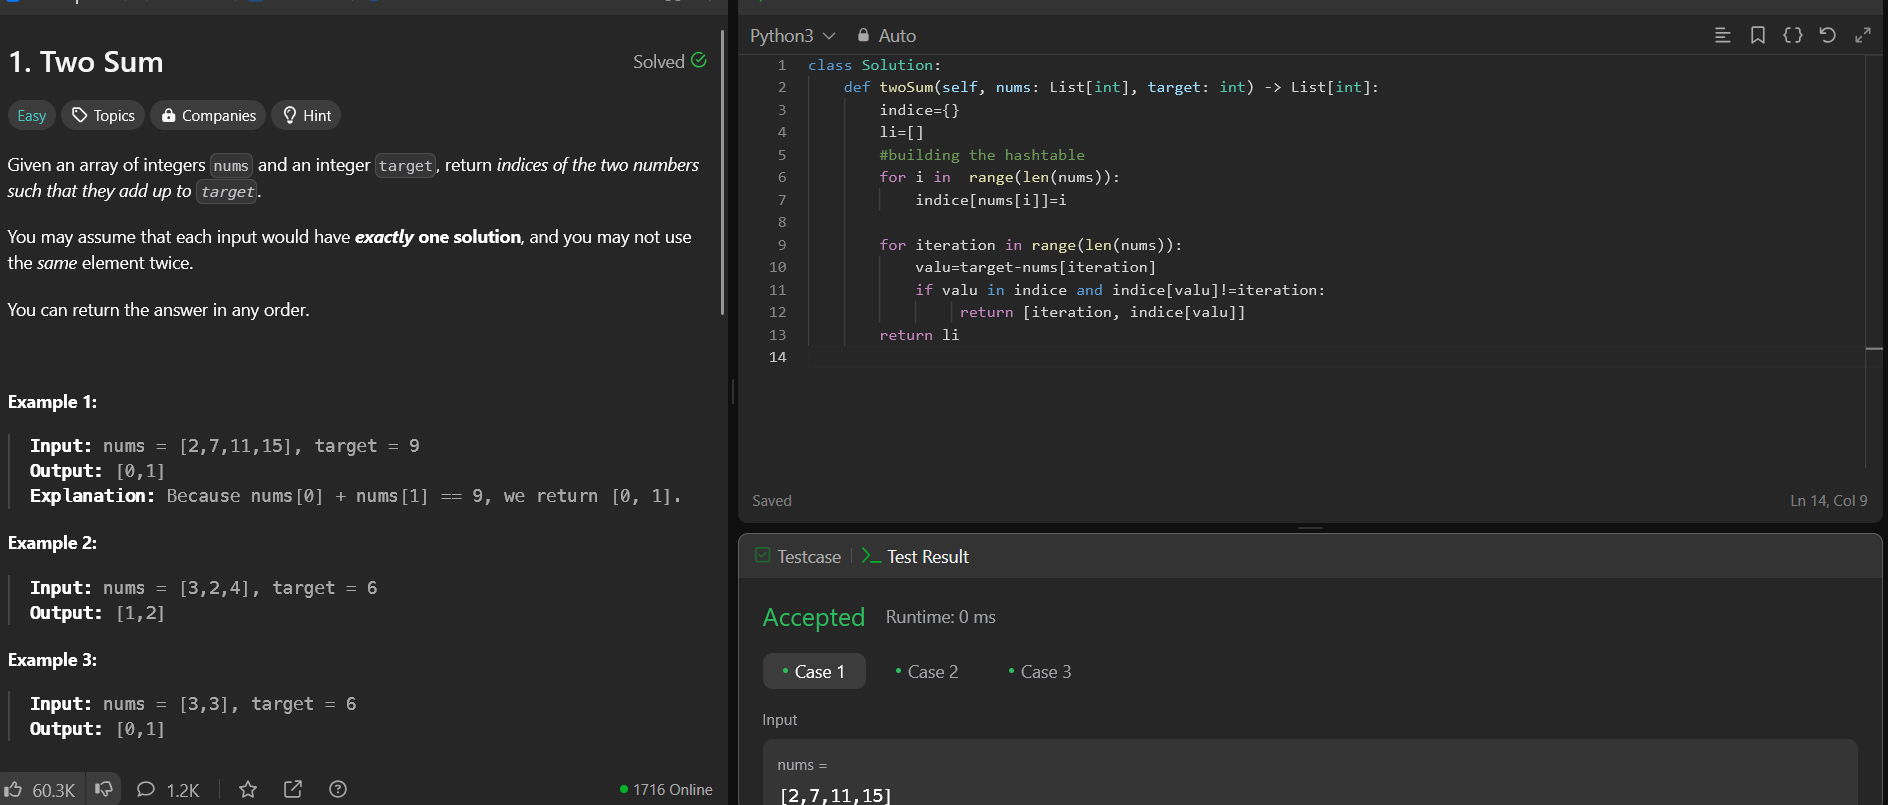 1. Two Sum
Solved
Easy
Topics
Companies
Hint
Given an array of integers nums and an integer target, return indices of the two numbers
such that they add up to target.
You may assume that each input would have exactly one solution, and you may not use
the same element twice.
You can return the answer in any order.
Example 1:
Input: nums = [2,7,11,15], target = 9
Output: [0,1]
Explanation: Because nums[0] + nums[1] == 9, we return [0, 1].
Example 2:
Input: nums = [3,2,4], target = 6
Output: [1,2]
Example 3:
Input: nums = [3,3], target = 6
Output: [0,1]
60.3K
1.2K
1716 Online
Python3
Auto
1 class Solution:
2 def twoSum(self, nums: List[int], target: int) -> List[int]:
3 indice={}
4 li=[]
5 #building the hashtable
6 for i in  range(len(nums)):
7 indice[nums[i]]=i
8
9 for iteration in range(len(nums)):
10 valu=target-nums[iteration]
11 if valu in indice and indice[valu]!=iteration:
12 return [iteration, indice[valu]]
13 return li
14
Saved
Ln 14, Col 9
Testcase
>_ Test Result
Accepted
Runtime: 0 ms
Case 1
Case 2
Case 3
Input
nums =
[2,7,11,15]